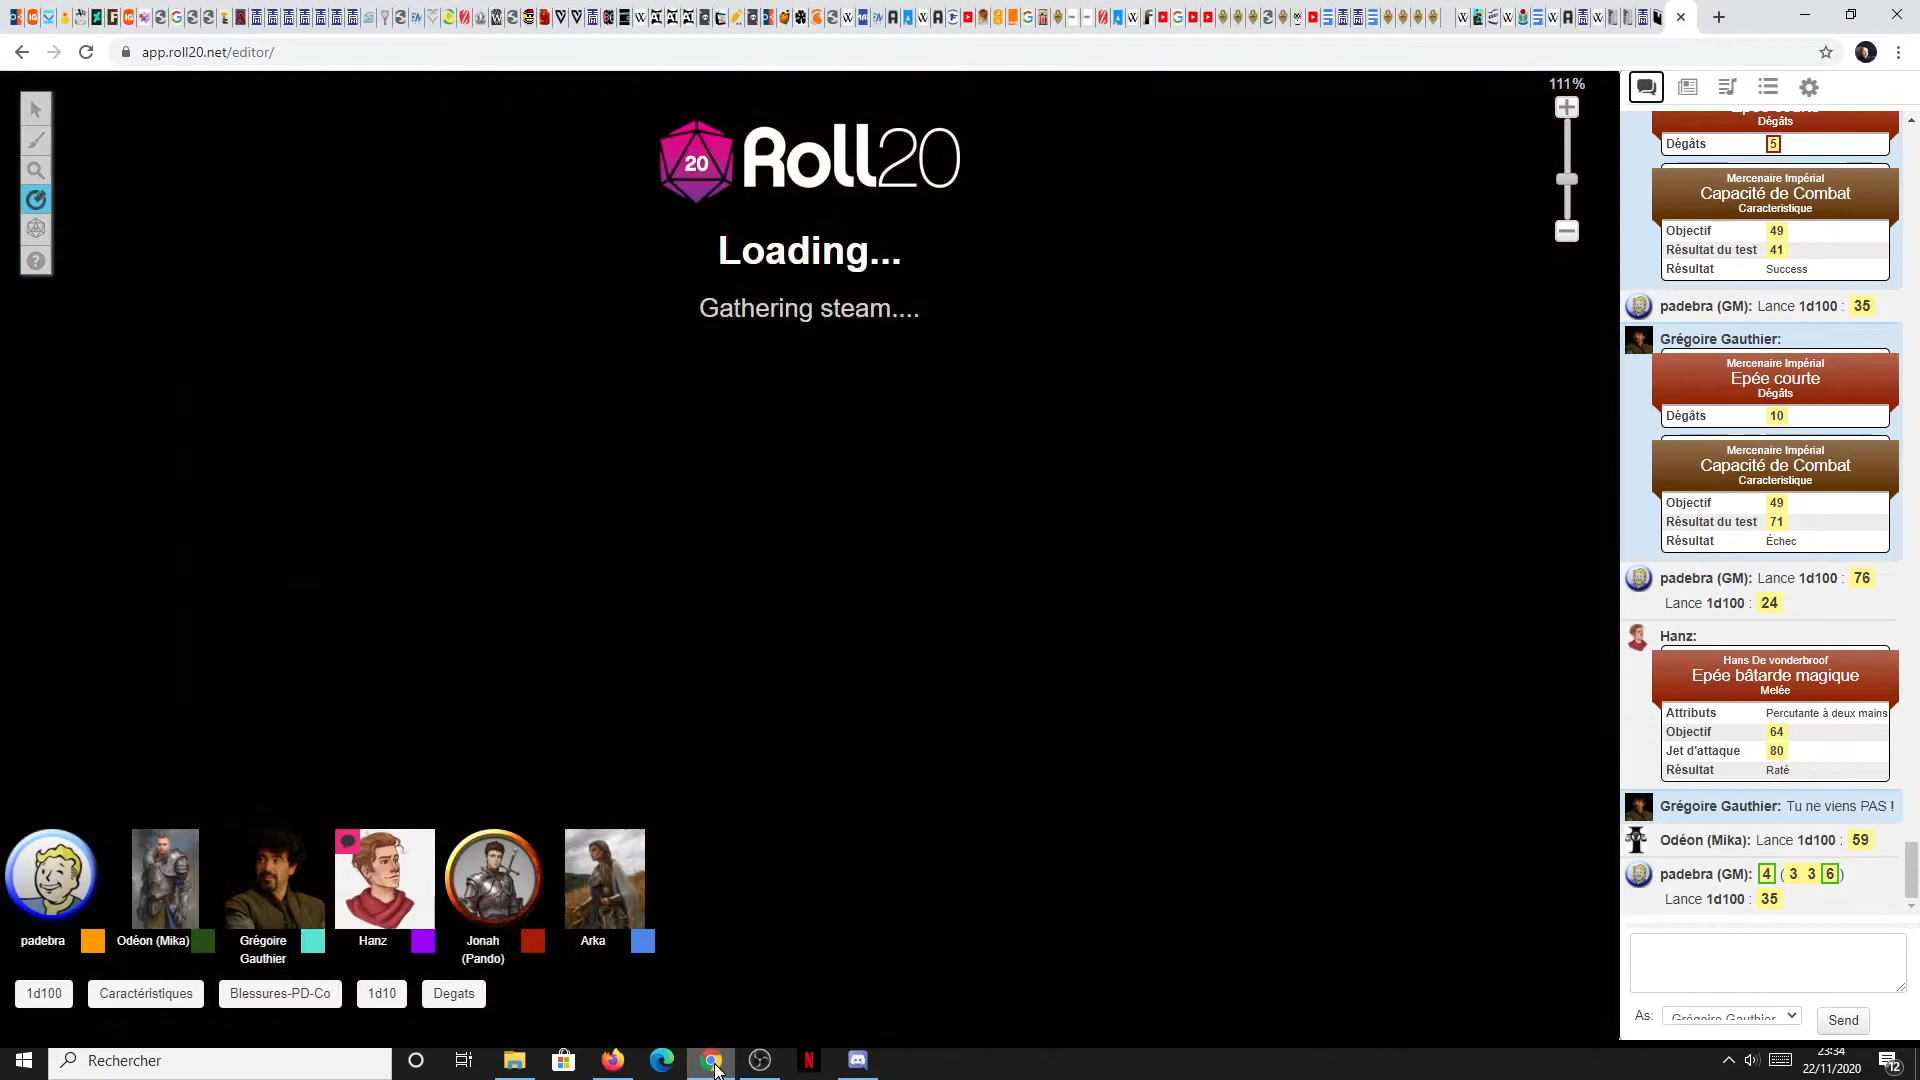 app.roll20.net/editor/
111%
20
Roll20
Loading...
Gathering steam....
Dégâts
Dégâts 5
Mercenaire Impérial
Capacité de Combat
Caracteristique
Objectif 49
Résultat du test 41
Résultat Success
padebra (GM): Lance 1d100 : 35
Grégoire Gauthier:
Mercenaire Impérial
Epée courte
Dégâts
Dégâts 10
Mercenaire Impérial
Capacité de Combat
Caracteristique
Objectif 49
Résultat du test 71
Résultat Échec
padebra (GM): Lance 1d100 : 76
Lance 1d100 : 24
Hanz:
Hans De vonderbroof
Epée bâtarde magique
Melée
Attributs Percutante à deux mains
Objectif 64
Jet d'attaque 80
Résultat Raté
Grégoire Gauthier: Tu ne viens PAS !
Odéon (Mika): Lance 1d100 : 59
padebra (GM): 4 ( 3 3 6 )
Lance 1d100 : 35
As: Grégoire Gauthier
Send
padebra
Odéon (Mika)
Grégoire
Gauthier
Hanz
Jonah
(Pando)
Arka
1d100
Caractéristiques
Blessures-PD-Co
1d10
Degats
Rechercher
23:34
22/11/2020
12